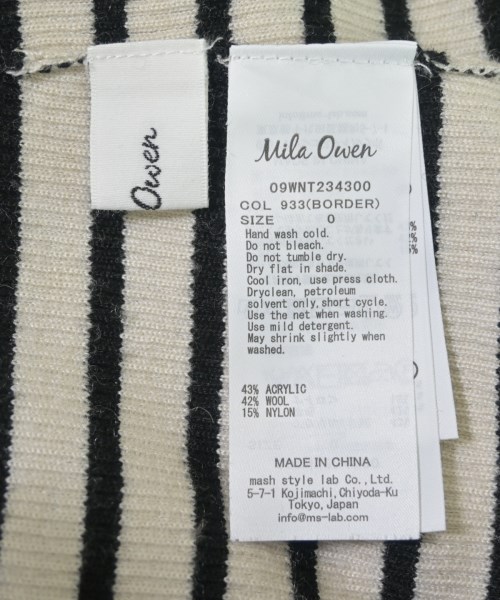 Owen
Mila Owen
09WNT234300
COL 933(BORDER)
SIZE 0
Hand wash cold.
Do not bleach.
Do not tumble dry.
Dry flat in shade.
Cool iron, use press cloth.
Dryclean, petroleum
solvent only,short cycle.
Use the net when washing.
Use mild detergent.
May shrink slightly when
washed.
43% ACRYLIC
42% WOOL
15% NYLON
MADE IN CHINA
mash style lab Co.,Ltd.
5-7-1 Kojimachi,Chiyoda-Ku
Tokyo,Japan
info@ms-lab.com